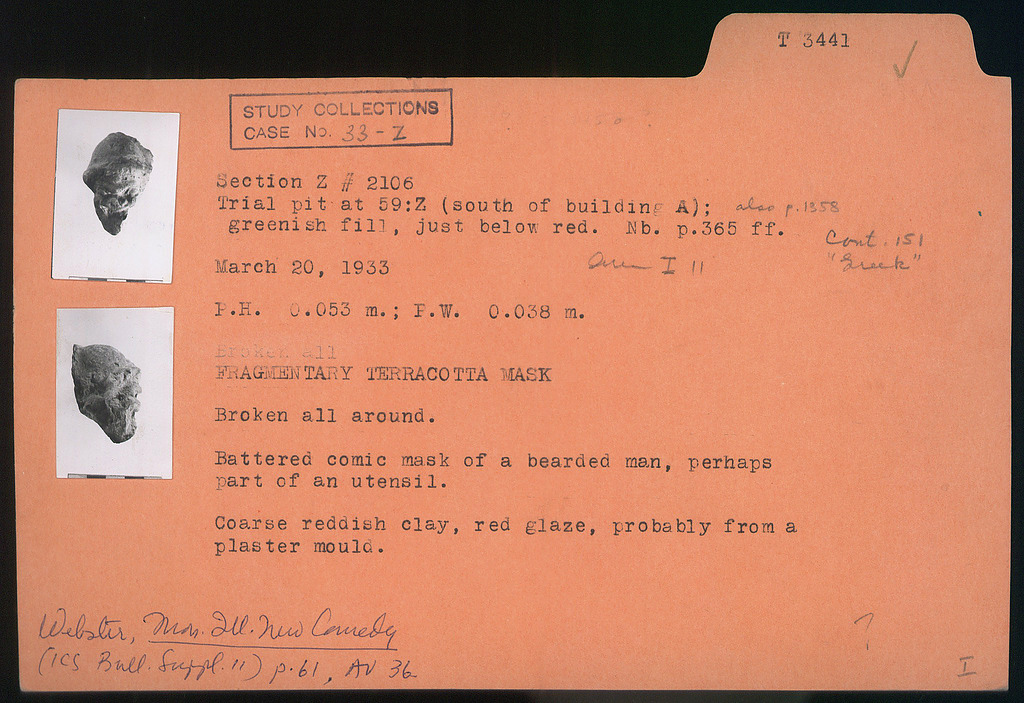 T 3441
STUDY COLLECTIONS
CASE No. 33-Z
Section Z # 2106
Trial pit at 59:Z (south of building A); also p.1358
greenish fill, just below red. Nb. p.365 ff.
Cont. 151
"Greek"
March 20, 1933
I 11
P.H. 0.053 m.; P.W. 0.038 m.
Broken all
FRAGMENTARY TERRACOTTA MASK
Broken all around.
Battered comic mask of a bearded man, perhaps
part of an utensil.
Coarse reddish clay, red glaze, probably from a
plaster mould.
Webster, Mon. Ill. New Comedy
(ICS Bull. Suppl. 11) p. 61, AV 36
?
I